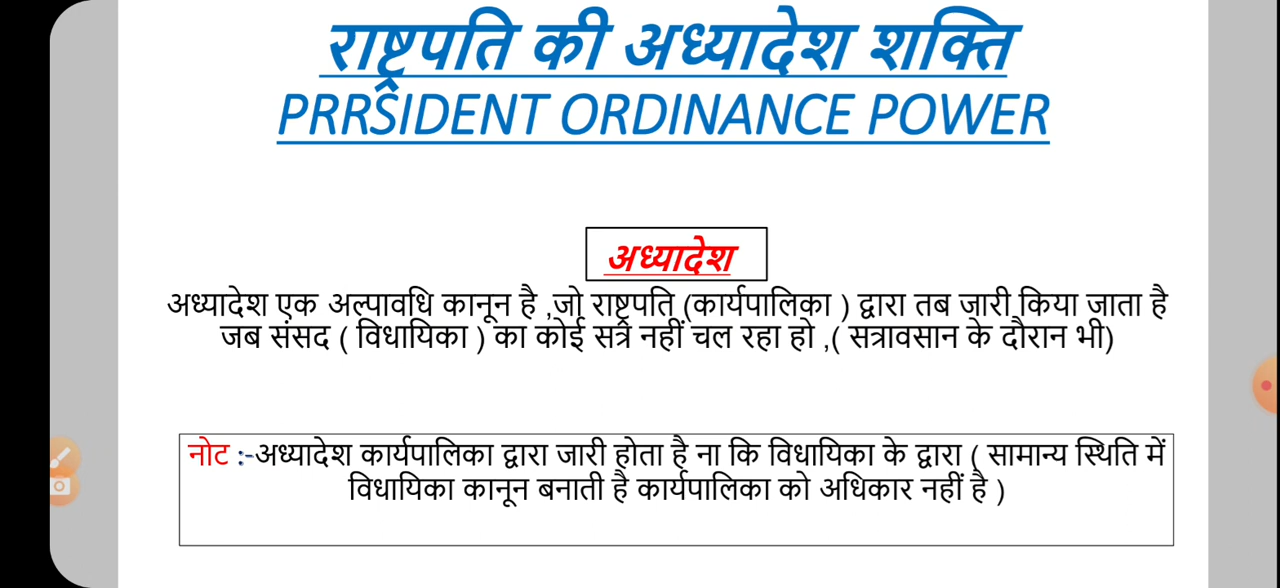 राष्ट्रपति की अध्यादेश शक्ति
PRRSIDENT ORDINANCE POWER
अध्यादेश
अध्यादेश एक अल्पावधि कानून है ,जो राष्ट्रपति (कार्यपालिका ) द्वारा तब जारी किया जाता है
जब संसद ( विधायिका ) का कोई सत्र नहीं चल रहा हो ,( सत्रावसान के दौरान भी)
नोट :-अध्यादेश कार्यपालिका द्वारा जारी होता है ना कि विधायिका के द्वारा ( सामान्य स्थिति में
विधायिका कानून बनाती है कार्यपालिका को अधिकार नहीं है )